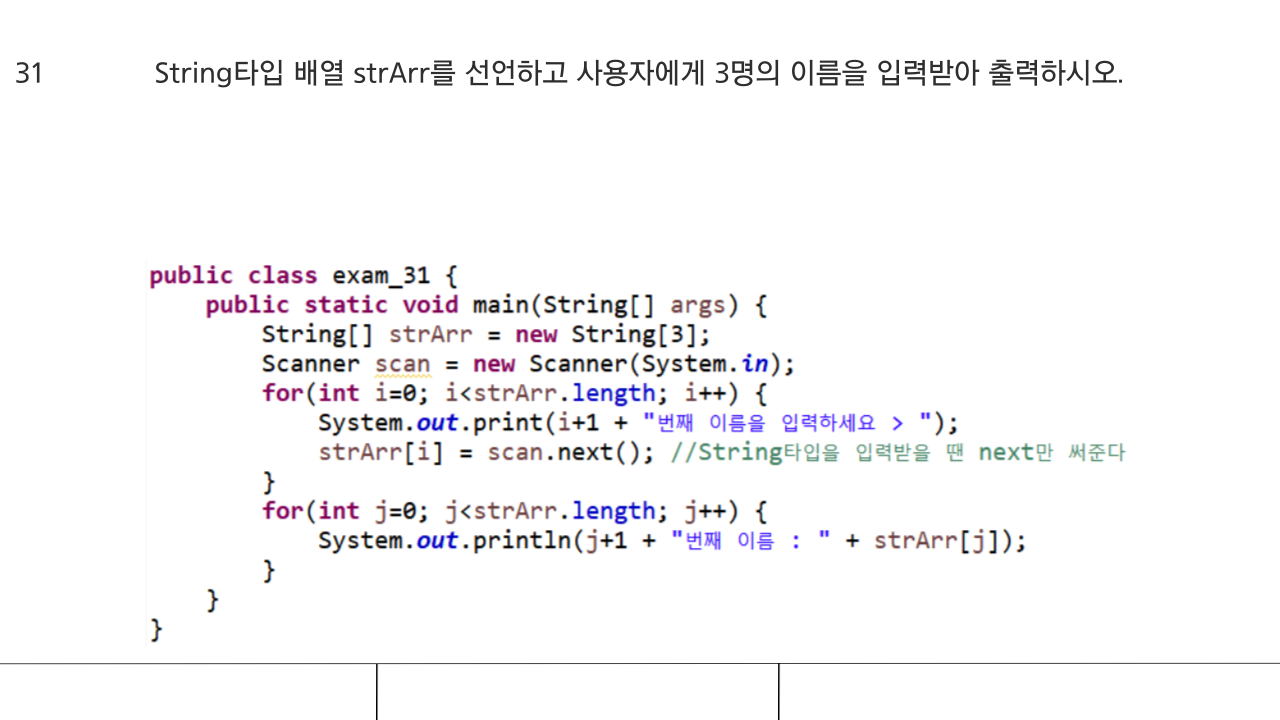 31 String타입 배열 strArr를 선언하고 사용자에게 3명의 이름을 입력받아 출력하시오.
public class exam_31 {
public static void main(String[] args) {
String[] strArr = new String[3];
Scanner scan = new Scanner(System.in);
for(int i=0; i<strArr.length; i++) {
System.out.print(i+1 + "번째 이름을 입력하세요 > ");
strArr[i] = scan.next(); //String타입을 입력받을 땐 next만 써준다
}
for(int j=0; j<strArr.length; j++) {
System.out.println(j+1 + "번째 이름 : " + strArr[j]);
}
}
}